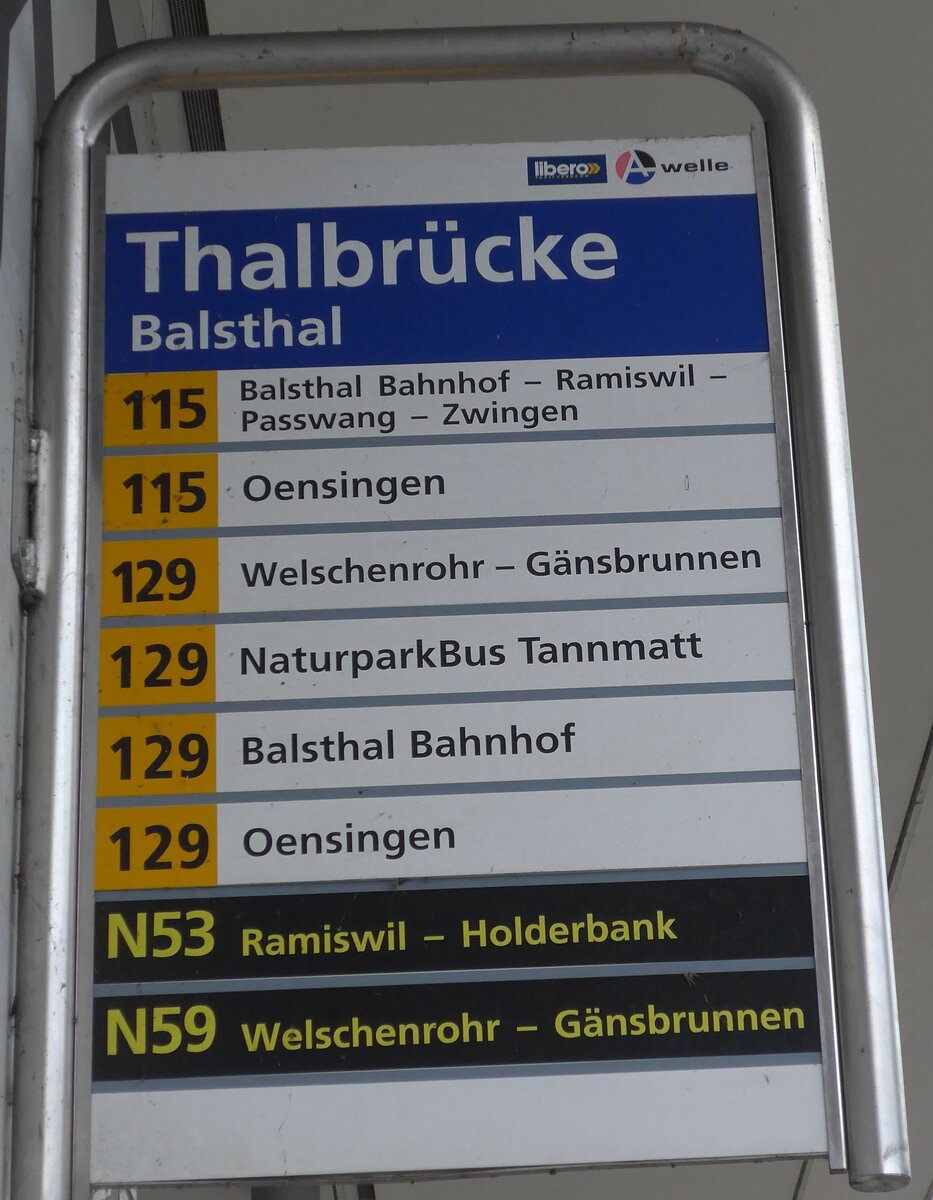 libero»
A welle
Thalbrücke
Balsthal
115 Balsthal Bahnhof – Ramiswil –
Passwang – Zwingen
115 Oensingen
129 Welschenrohr – Gänsbrunnen
129 NaturparkBus Tannmatt
129 Balsthal Bahnhof
129 Oensingen
N53 Ramiswil – Holderbank
N59 Welschenrohr – Gänsbrunnen